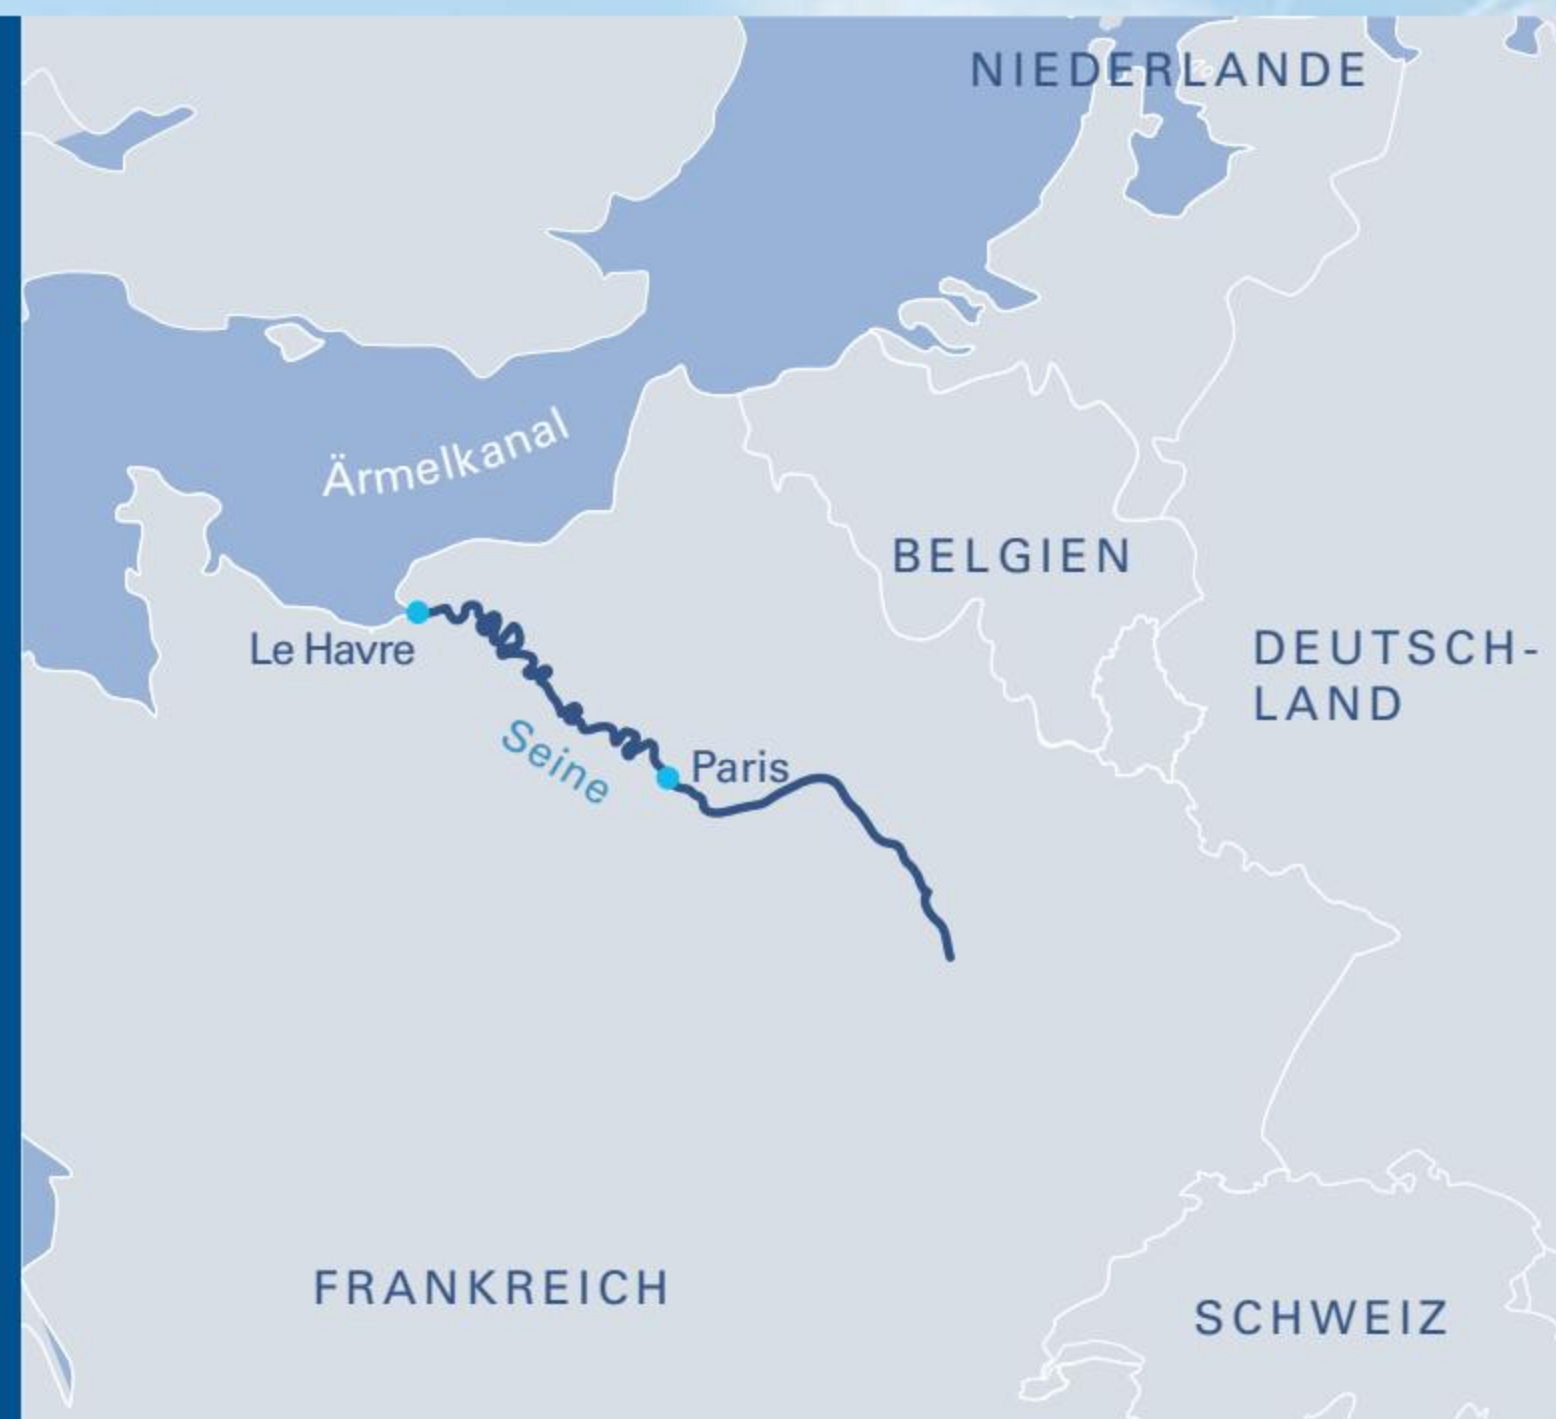 NIEDERLANDE
Ärmelkanal
BELGIEN
Le Havre
DEUTSCH-
LAND
Seine
Paris
FRANKREICH
SCHWEIZ